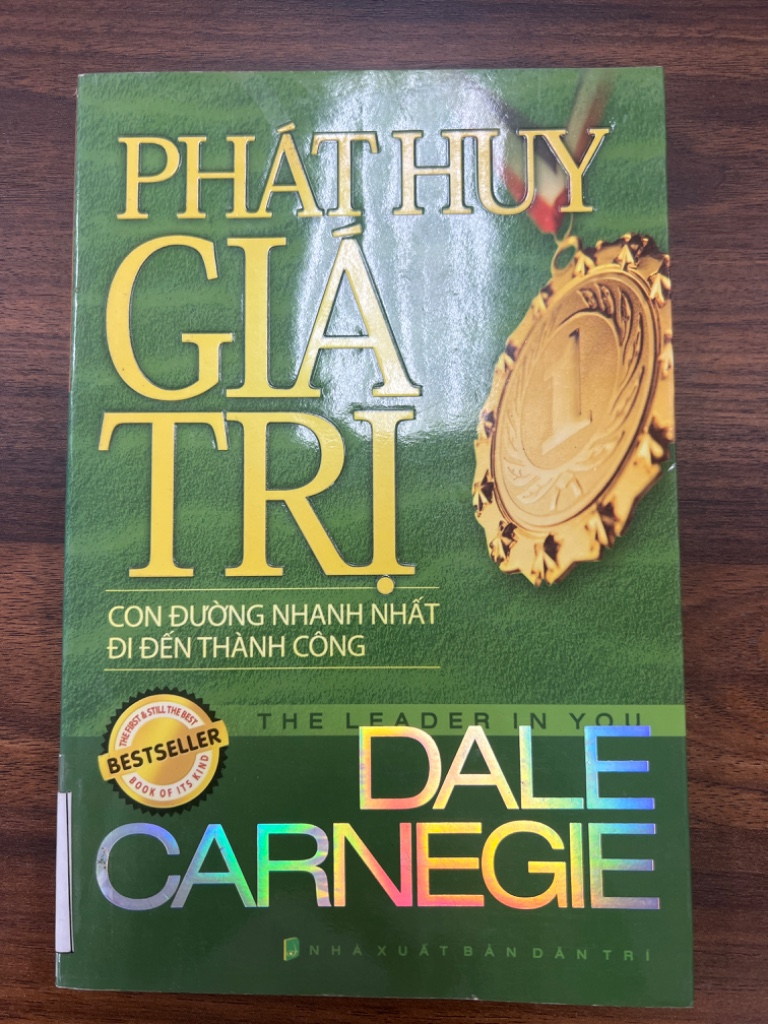 PHÁT HUY
GIÁ
TRỊ
CON ĐƯỜNG NHANH NHẤT
ĐI ĐẾN THÀNH CÔNG
1
THE FIRST & STILL THE BEST
BESTSELLER
BOOK OF ITS KIND
THE LEADER IN YOU
DALE
CARNEGIE
NHÀ XUẤT BẢN DÂN TRÍ